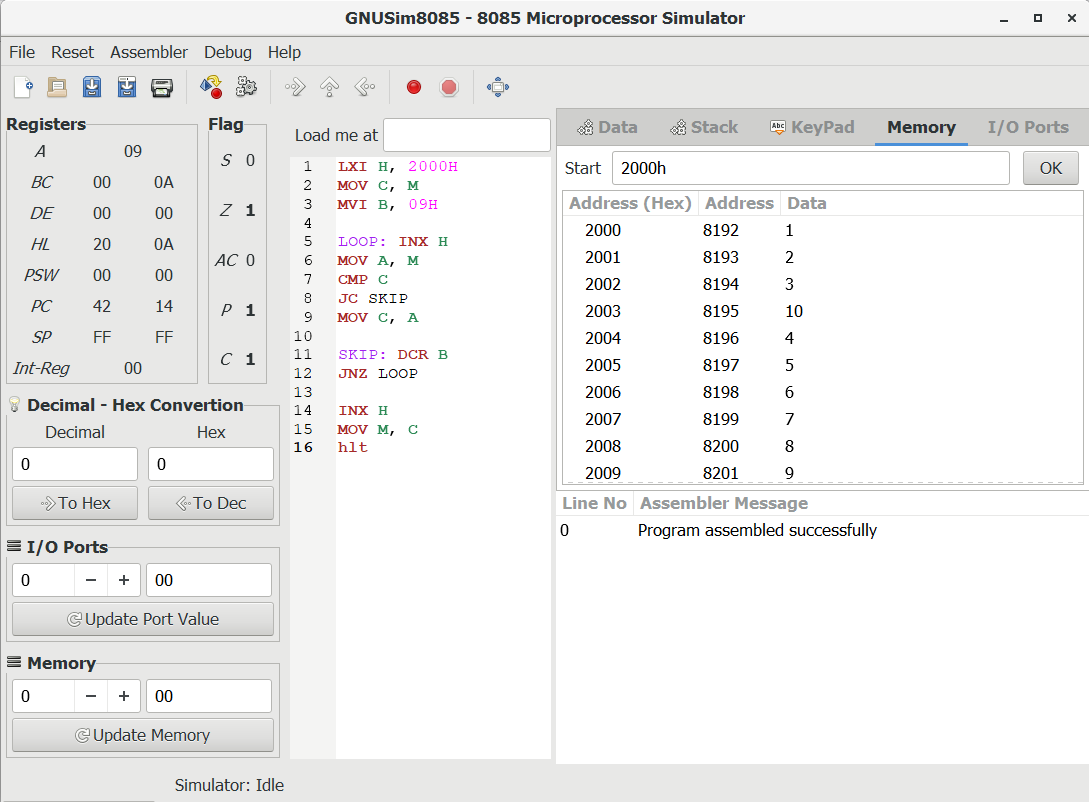 GNUSim8085 - 8085 Microprocessor Simulator
File Reset Assembler Debug Help
Registers
A 09
BC 00 0A
DE 00 00
HL 20 0A
PSW 00 00
PC 42 14
SP FF FF
Int-Reg 00
Flag
S 0
Z 1
AC 0
P 1
C 1
Decimal - Hex Convertion
Decimal Hex
0 0
To Hex To Dec
I/O Ports
0 − + 00
Update Port Value
Memory
0 − + 00
Update Memory
Load me at
1 LXI H, 2000H
2 MOV C, M
3 MVI B, 09H
4
5 LOOP: INX H
6 MOV A, M
7 CMP C
8 JC SKIP
9 MOV C, A
10
11 SKIP: DCR B
12 JNZ LOOP
13
14 INX H
15 MOV M, C
16 hlt
Data Stack Abc KeyPad Memory I/O Ports
Start 2000h OK
Address (Hex) Address Data
2000 8192 1
2001 8193 2
2002 8194 3
2003 8195 10
2004 8196 4
2005 8197 5
2006 8198 6
2007 8199 7
2008 8200 8
2009 8201 9
Line No Assembler Message
0 Program assembled successfully
Simulator: Idle